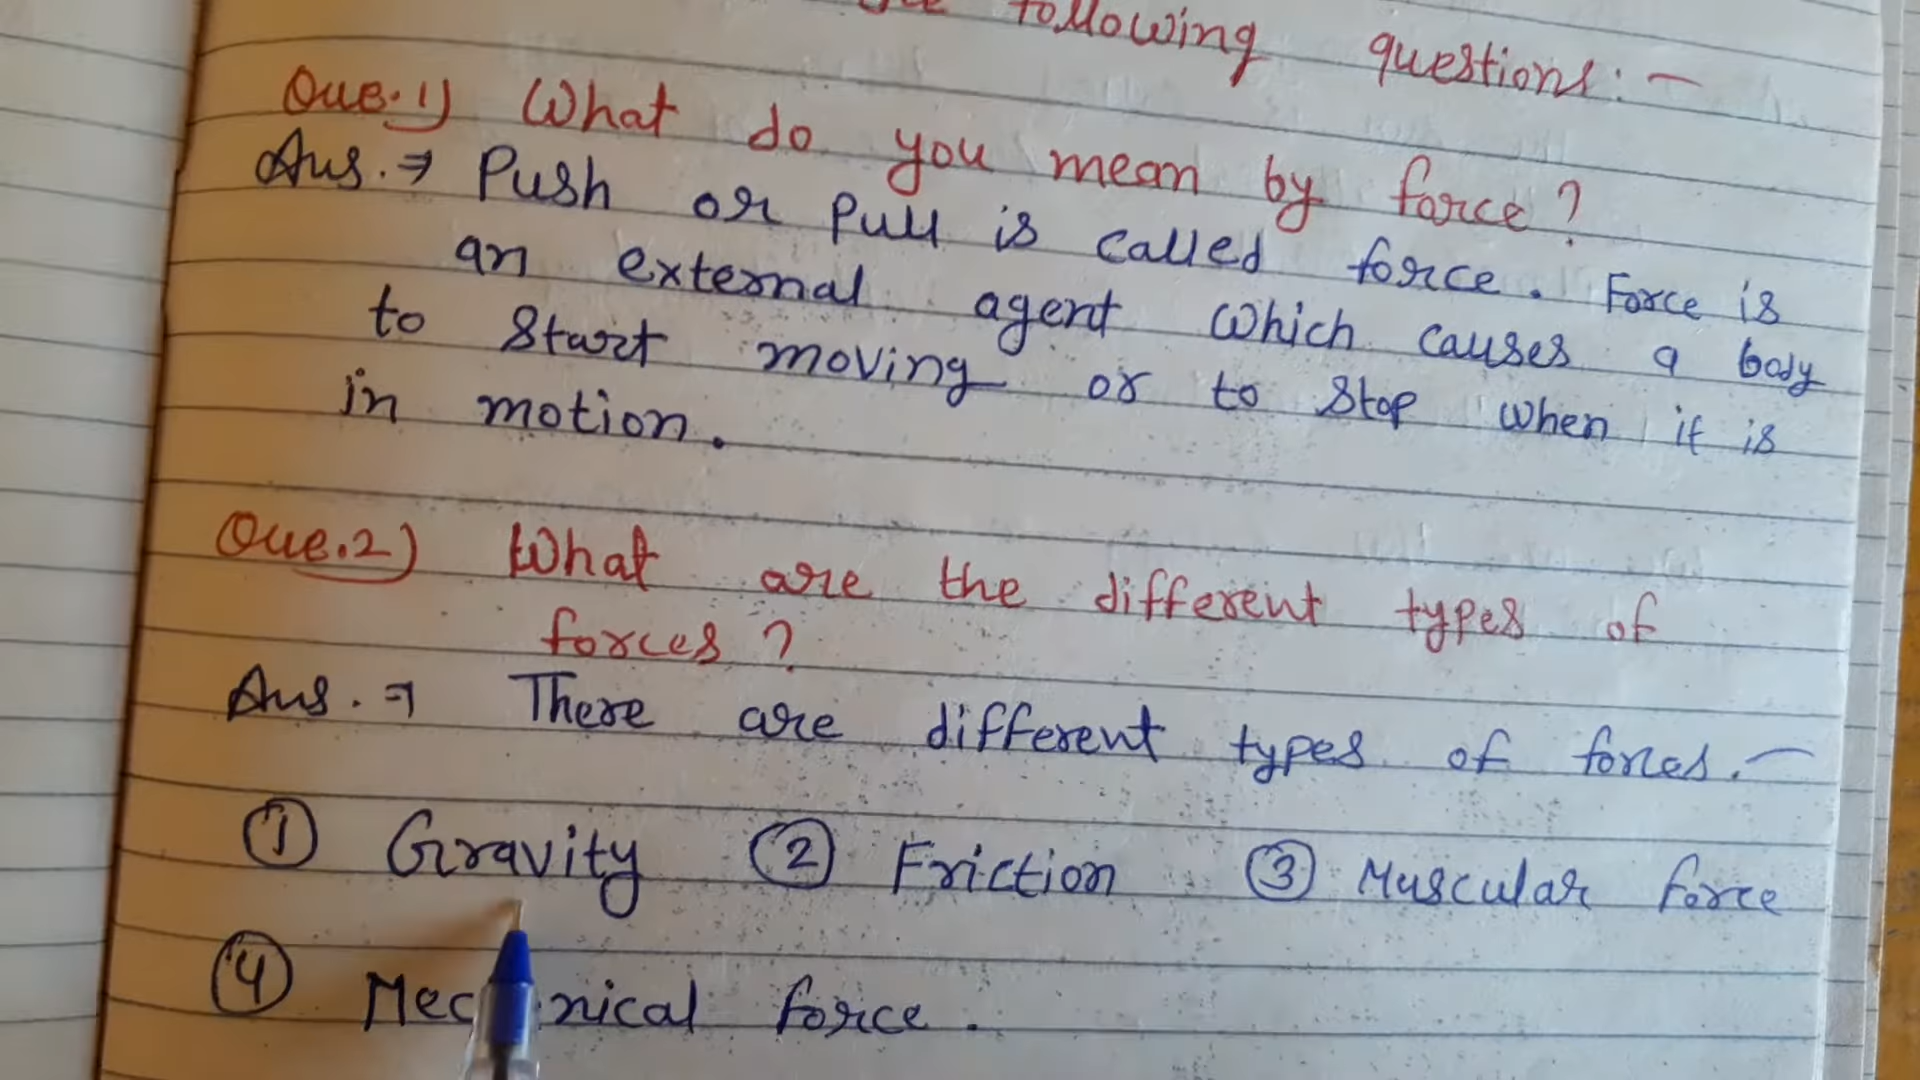 following questions:-
Que.1) What do you mean by force?
Ans.⇒ Push or Pull is called force. Force is
an external agent which causes a body
to start moving or to stop when it is
in motion.
Que.2) What are the different types of
forces?
Ans.⇒ There are different types of forces.-
① Gravity ② Friction ③ Muscular force
④ force.